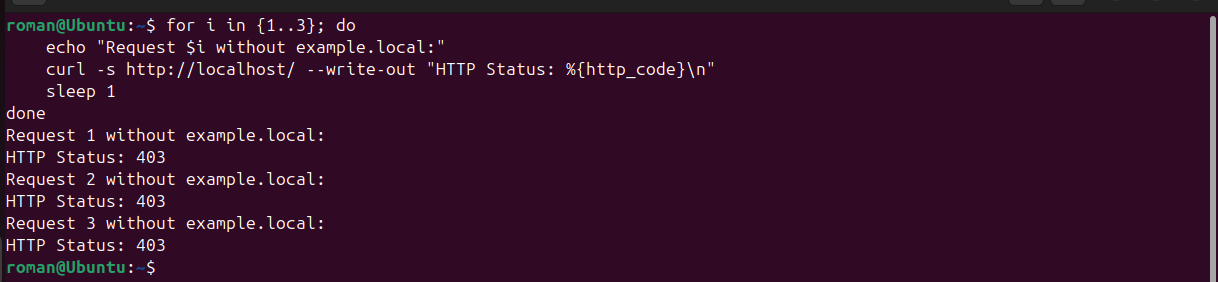 roman@Ubuntu:~$ for i in {1..3}; do
    echo "Request $i without example.local:"
    curl -s http://localhost/ --write-out "HTTP Status: %{http_code}\n"
    sleep 1
done
Request 1 without example.local:
HTTP Status: 403
Request 2 without example.local:
HTTP Status: 403
Request 3 without example.local:
HTTP Status: 403
roman@Ubuntu:~$